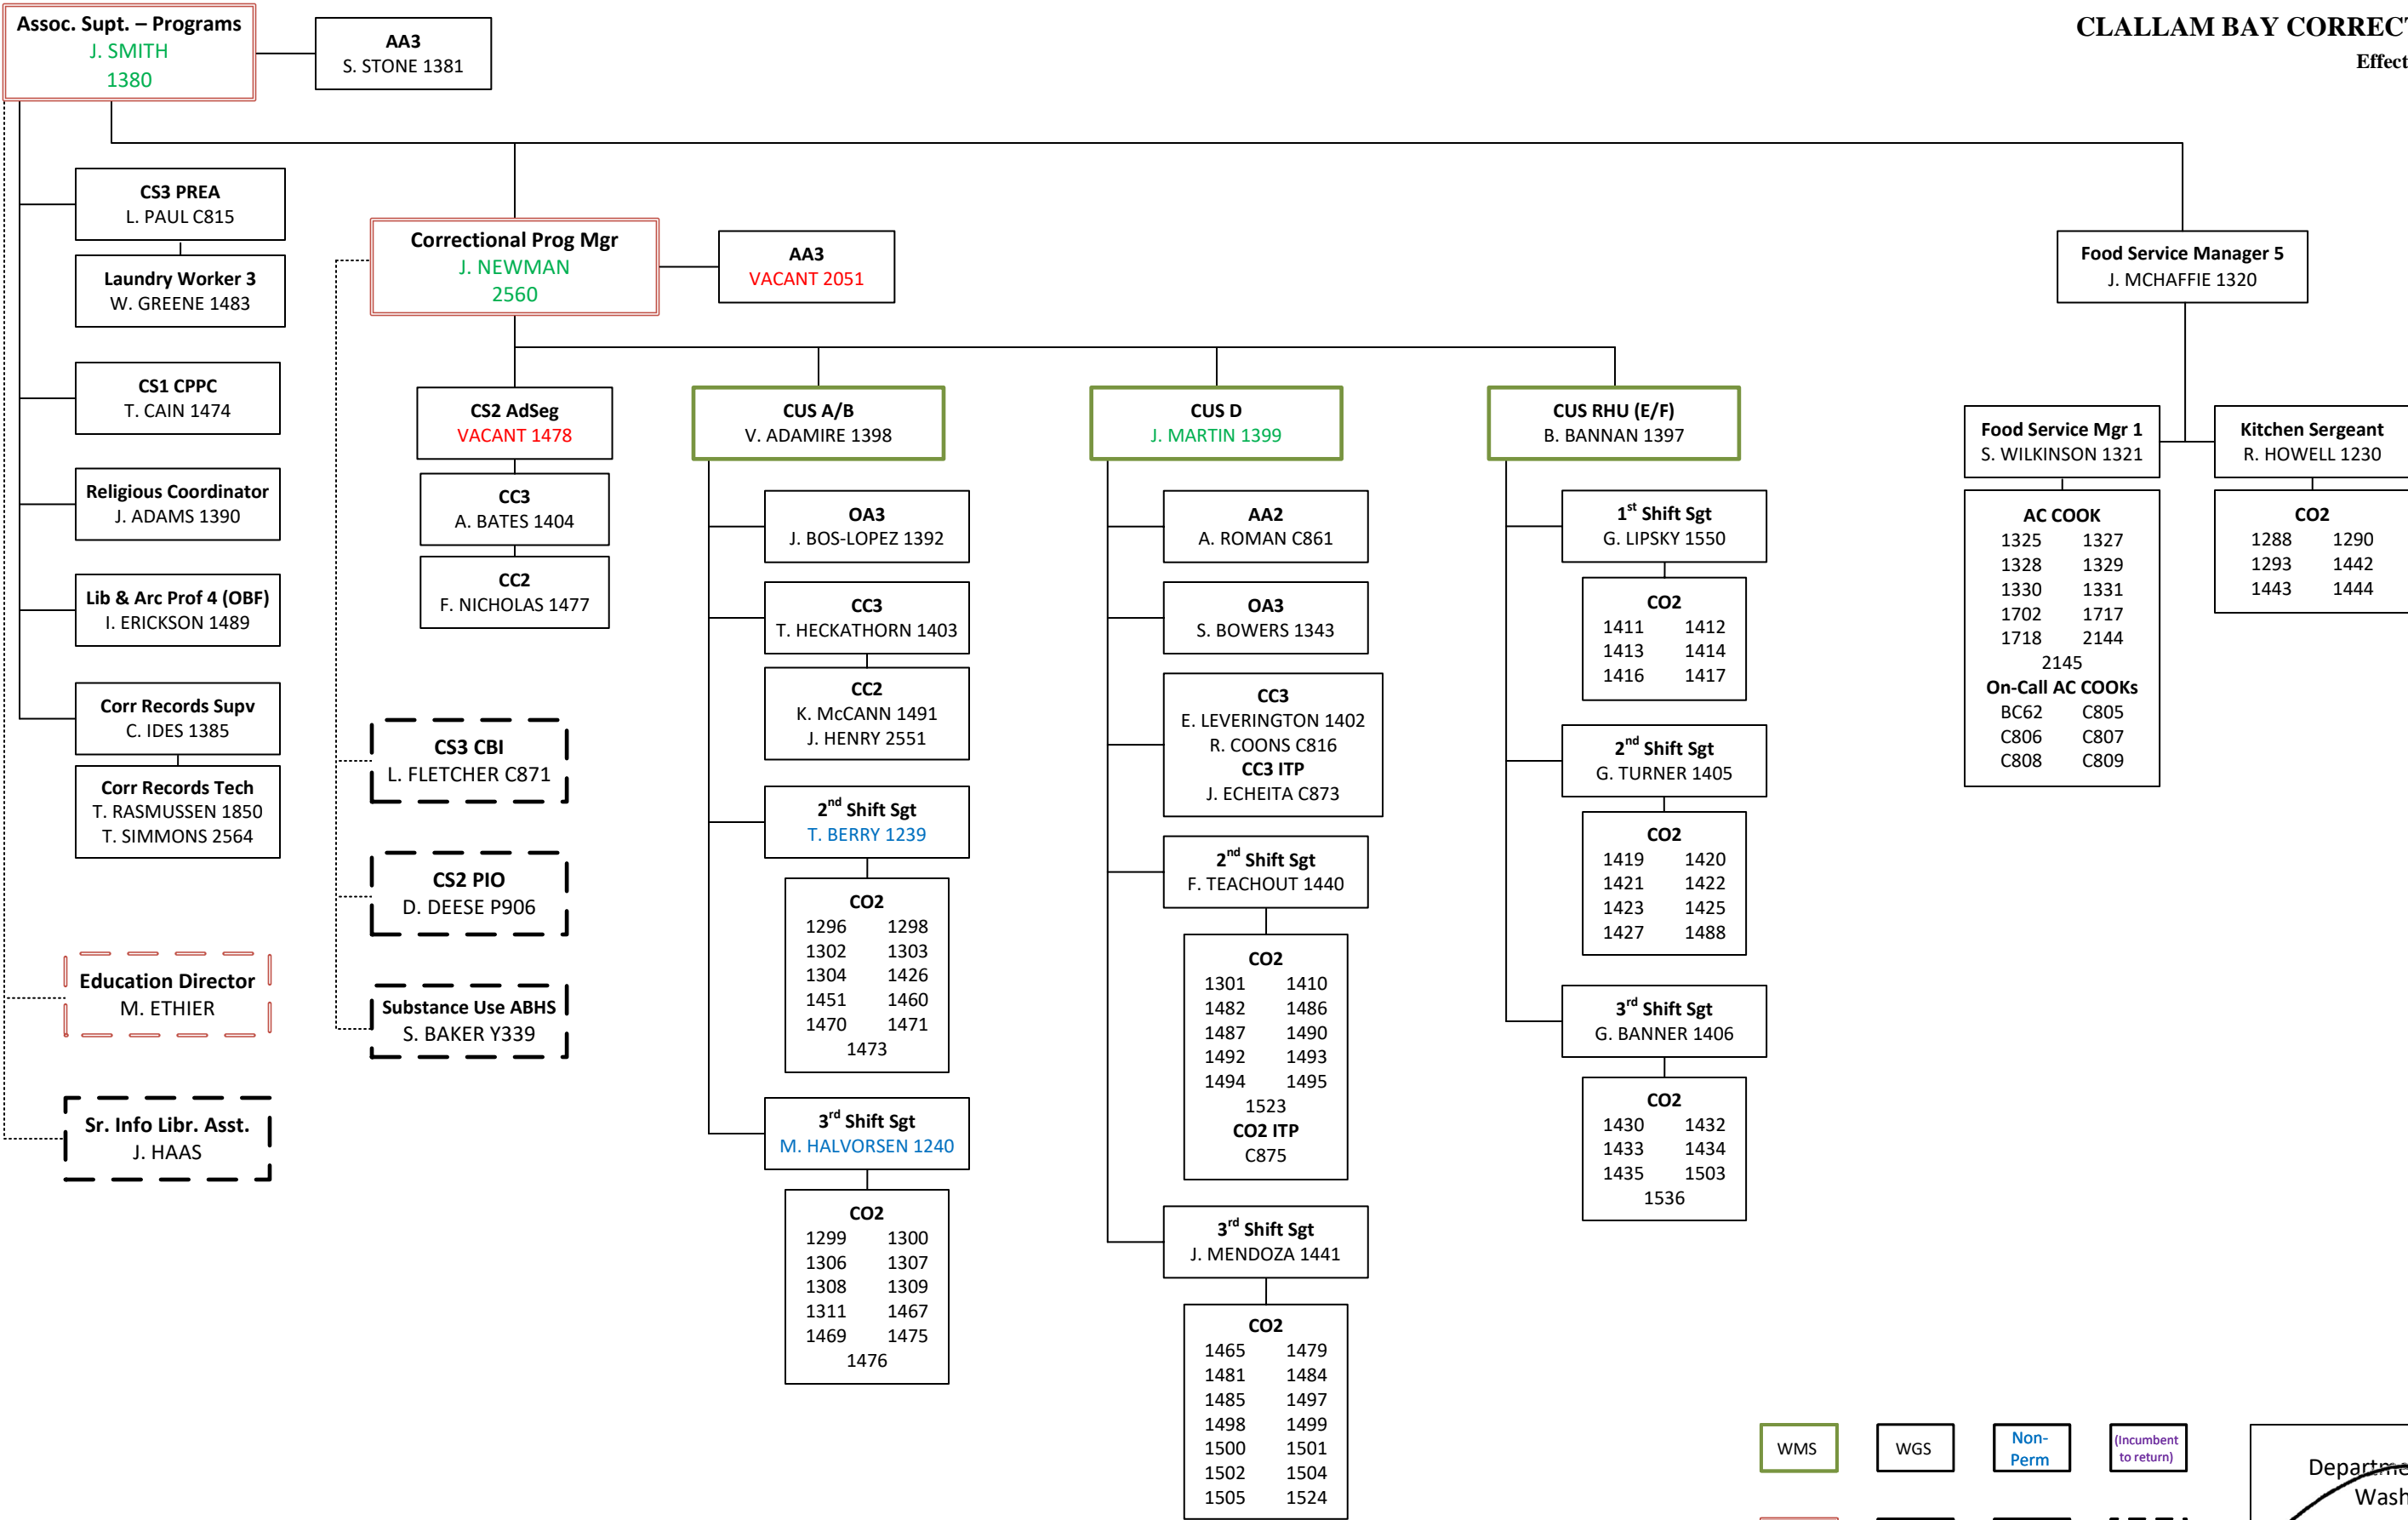 CLALLAM BAY
Assoc. Supt. – Programs
J. SMITH
1380
AA3
S. STONE 1381
CS3 PREA
L. PAUL C815
Laundry Worker 3
W. GREENE 1483
CS1 CPPC
T. CAIN 1474
Religious Coordinator
J. ADAMS 1390
Lib & Arc Prof 4 (OBF)
I. ERICKSON 1489
Corr Records Supv
C. IDES 1385
Corr Records Tech
T. RASMUSSEN 1850
T. SIMMONS 2564
Education Director
M. ETHIER
Sr. Info Libr. Asst.
J. HAAS
Correctional Prog Mgr
J. NEWMAN
2560
AA3
VACANT 2051
CS3 CBI
L. FLETCHER C871
CS2 PIO
D. DEESE P906
Substance Use ABHS
S. BAKER Y339
CS2 AdSeg
VACANT 1478
CC3
A. BATES 1404
CC2
F. NICHOLAS 1477
CUS A/B
V. ADAMIRE 1398
OA3
J. BOS-LOPEZ 1392
CC3
T. HECKATHORN 1403
CC2
K. McCANN 1491
J. HENRY 2551
2nd Shift Sgt
T. BERRY 1239
CO2
1296 1298
1302 1303
1304 1426
1451 1460
1470 1471
1473
3rd Shift Sgt
M. HALVORSEN 1240
CO2
1299 1300
1306 1307
1308 1309
1311 1467
1469 1475
1476
CUS D
J. MARTIN 1399
AA2
A. ROMAN C861
OA3
S. BOWERS 1343
CC3
E. LEVERINGTON 1402
R. COONS C816
CC3 ITP
J. ECHEITA C873
2nd Shift Sgt
F. TEACHOUT 1440
CO2
1301 1410
1482 1486
1487 1490
1492 1493
1494 1495
1523
CO2 ITP
C875
3rd Shift Sgt
J. MENDOZA 1441
CO2
1465 1479
1481 1484
1485 1497
1498 1499
1500 1501
1502 1504
1505 1524
CUS RHU (E/F)
B. BANNAN 1397
1st Shift Sgt
G. LIPSKY 1550
CO2
1411 1412
1413 1414
1416 1417
2nd Shift Sgt
G. TURNER 1405
CO2
1419 1420
1421 1422
1423 1425
1427 1488
3rd Shift Sgt
G. BANNER 1406
CO2
1430 1432
1433 1434
1435 1503
1536
Food Service Manager 5
J. MCHAFFIE 1320
Food Service Mgr 1
S. WILKINSON 1321
AC COOK
1325 1327
1328 1329
1330 1331
1702 1717
1718 2144
2145
On-Call AC COOKs
BC62 C805
C806 C807
C808 C809
Kitchen Sergeant
R. HOWELL 1230
CO2
1288 1290
1293 1442
1443 1444
WMS
WGS
Non-
Perm
(Incumbent
to return)